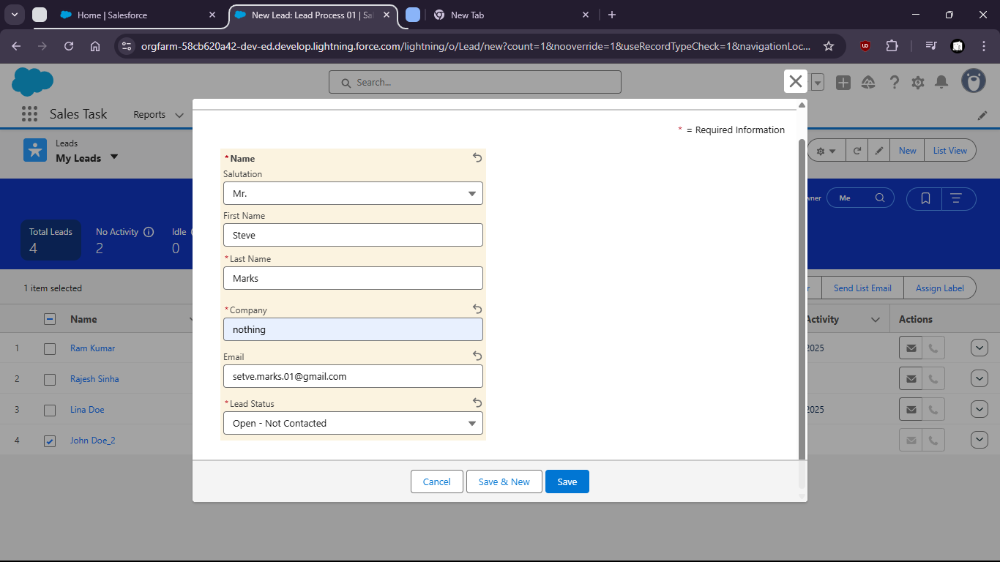 Home | Salesforce
New Lead: Lead Process 01 | Sa
New Tab
orgfarm-58cb620a42-dev-ed.develop.lightning.force.com/lightning/o/Lead/new?count=1&nooverride=1&useRecordTypeCheck=1&navigationLoc...
Search...
Sales Task
Reports
* = Required Information
Leads
My Leads
New
List View
Me
Total Leads
4
No Activity
2
Idle
0
*Name
Salutation
Mr.
First Name
Steve
*Last Name
Marks
*Company
nothing
Email
setve.marks.01@gmail.com
*Lead Status
Open - Not Contacted
Cancel
Save & New
Save
1 item selected
Send List Email
Assign Label
Name
Activity
Actions
1
Ram Kumar
2025
2
Rajesh Sinha
3
Lina Doe
2025
4
John Doe_2